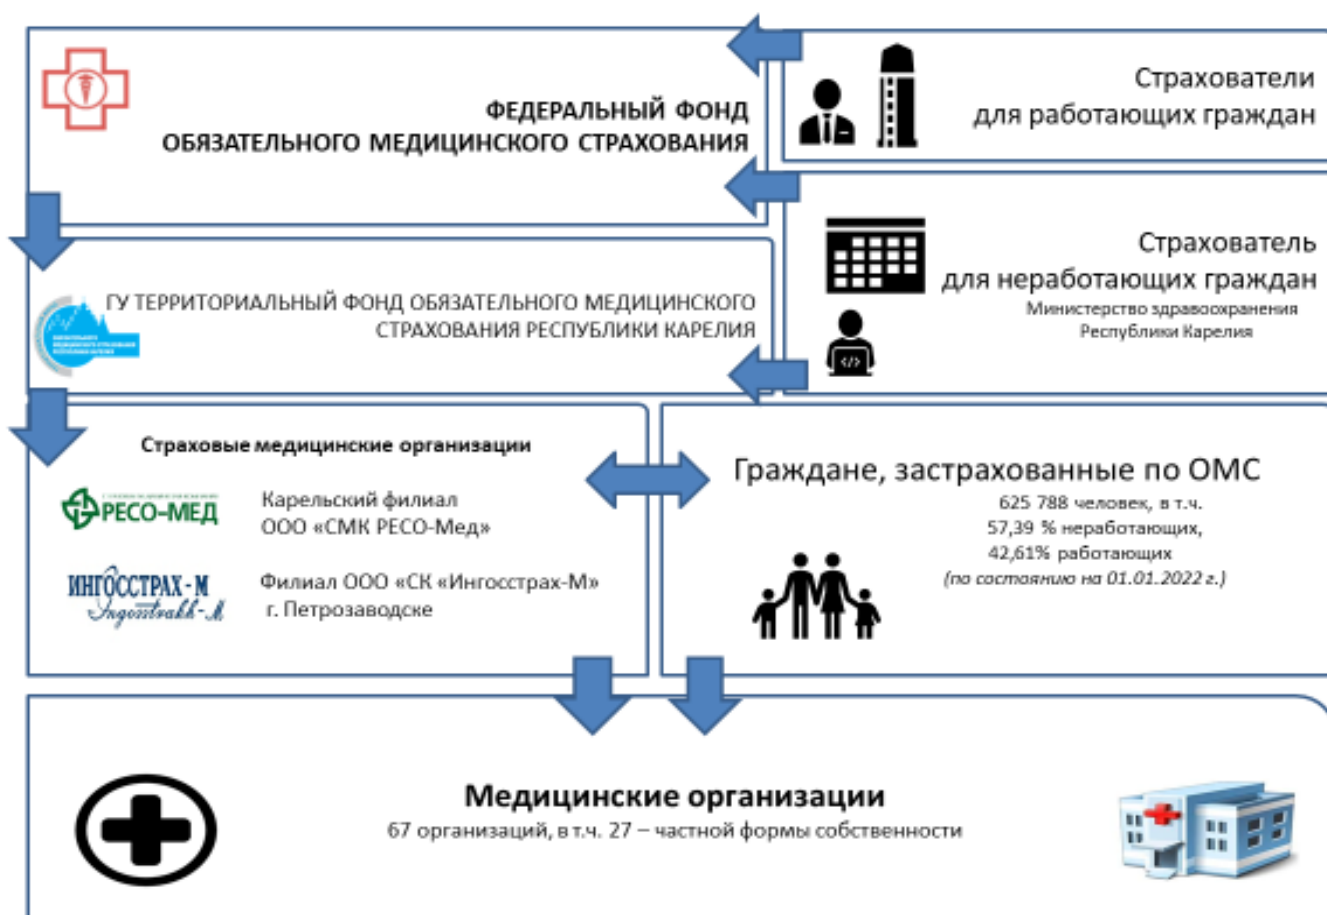 ФЕДЕРАЛЬНЫЙ ФОНД
ОБЯЗАТЕЛЬНОГО МЕДИЦИНСКОГО СТРАХОВАНИЯ
Страхователи
для работающих граждан
Страхователь
для неработающих граждан
Министерство здравоохранения
Республики Карелия
ГУ ТЕРРИТОРИАЛЬНЫЙ ФОНД ОБЯЗАТЕЛЬНОГО МЕДИЦИНСКОГО
СТРАХОВАНИЯ РЕСПУБЛИКИ КАРЕЛИЯ
Страховые медицинские организации
РЕСО-МЕД
Карельский филиал
ООО «СМК РЕСО-Мед»
ИНГОССТРАХ-М
Ingosstrakh-M
Филиал ООО «СК «Ингосстрах-М»
г. Петрозаводске
Граждане, застрахованные по ОМС
625 788 человек, в т.ч.
57,39 % неработающих,
42,61% работающих
(по состоянию на 01.01.2022 г.)
Медицинские организации
67 организаций, в т.ч. 27 – частной формы собственности